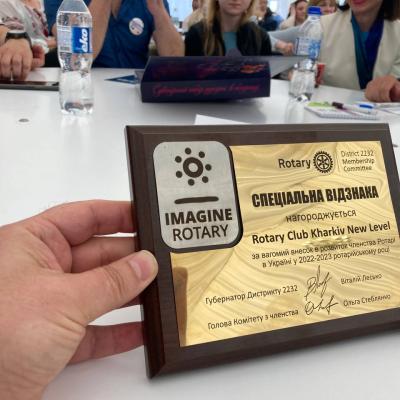 IMAGINE
ROTARY
Rotary
District 2232
Membership
Committee
СПЕЦІАЛЬНА ВІДЗНАКА
нагороджується
Rotary Club Kharkiv New Level
за вагомий внесок в розвиток членства Ротарі
в Україні у 2022-2023 ротарійському році
Губернатор Дистрикту 2232
Віталій Лесько
Голова Комітету з членства
Ольга Стеблянко